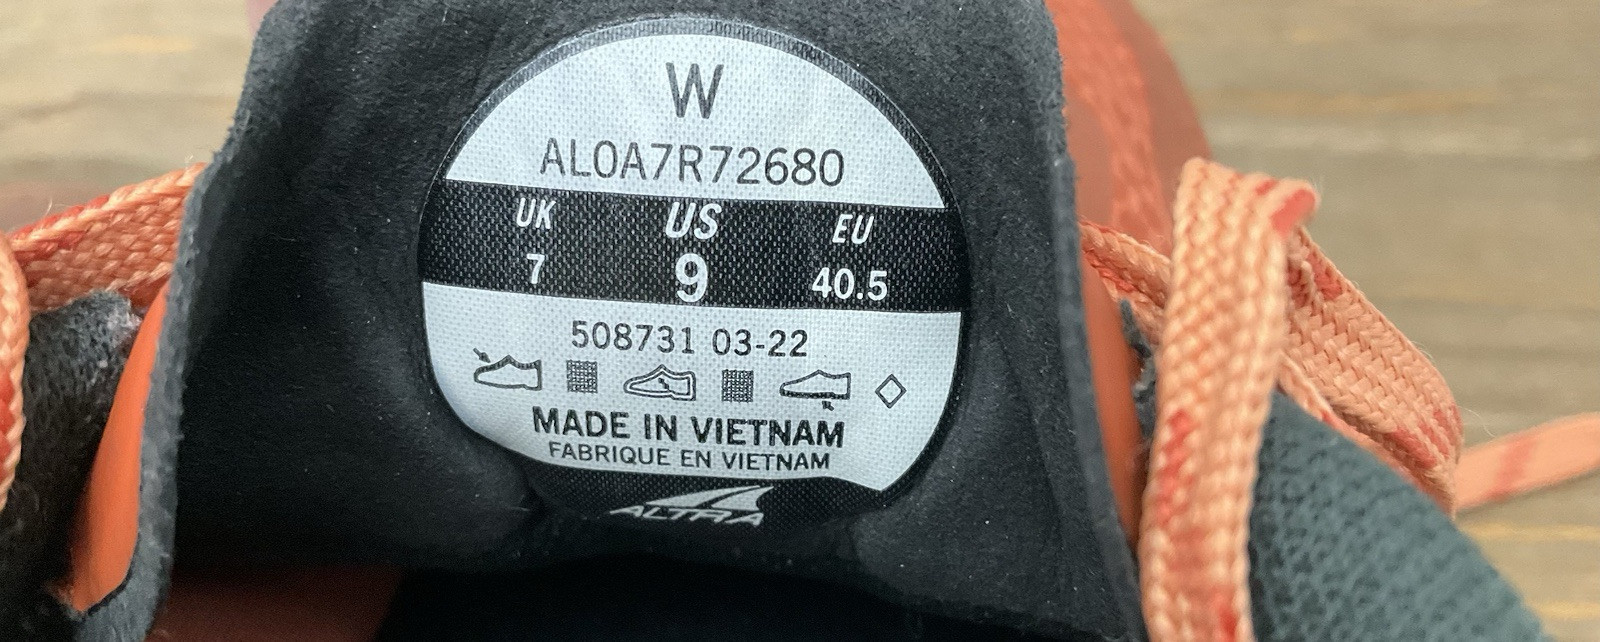 W
AL0A7R72680
UK US EU
7 9 40.5
508731 03-22
MADE IN VIETNAM
FABRIQUE EN VIETNAM
ALTRA